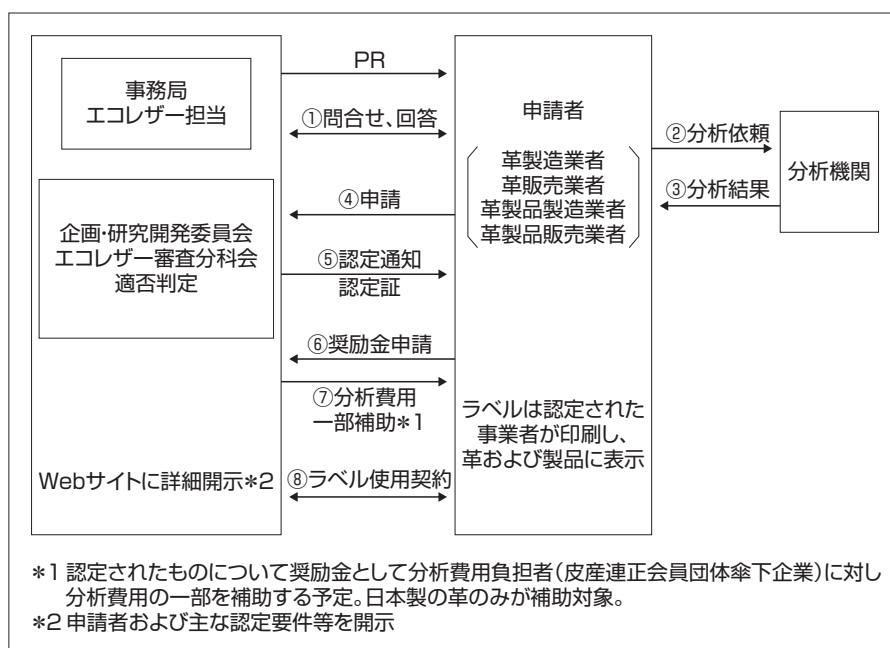 事務局
エコレザー担当
企画・研究開発委員会
エコレザー審査分科会
適否判定
Webサイトに詳細開示*2
PR
①問合せ、回答
④申請
⑤認定通知
認定証
⑥奨励金申請
⑦分析費用
一部補助*1
⑧ラベル使用契約
申請者
革製造業者
革販売業者
革製品製造業者
革製品販売業者
ラベルは認定された
事業者が印刷し、
革および製品に表示
②分析依頼
③分析結果
分析機関
*1 認定されたものについて奨励金として分析費用負担者(皮産連正会員団体傘下企業)に対し
分析費用の一部を補助する予定。日本製の革のみが補助対象。
*2 申請者および主な認定要件等を開示